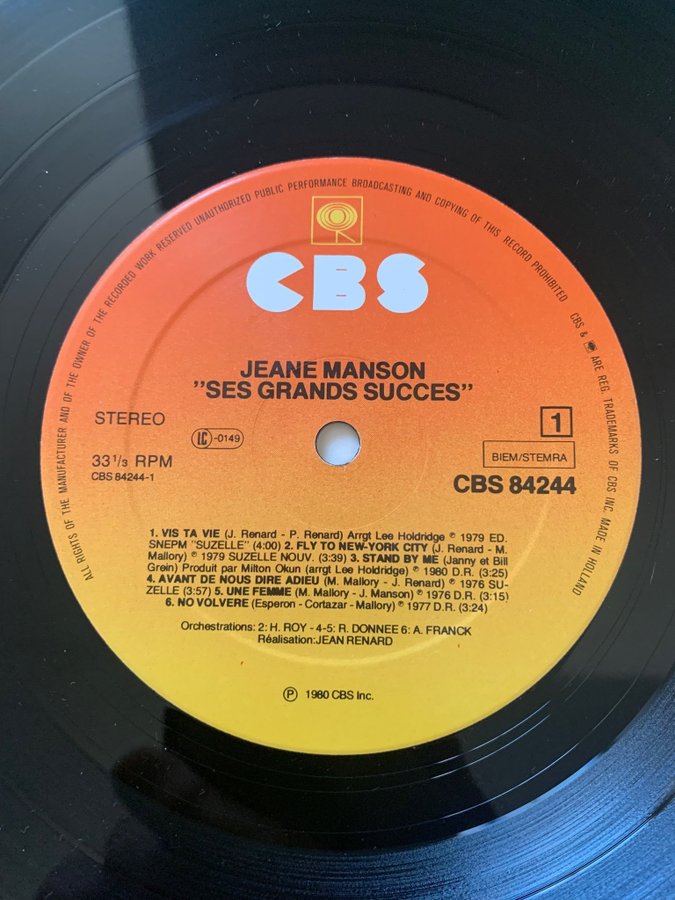 ALL RIGHTS OF THE MANUFACTURER AND OF THE OWNER OF THE RECORDED WORK RESERVED UNAUTHORIZED PUBLIC PERFORMANCE BROADCASTING AND COPYING OF THIS RECORD PROHIBITED
CBS & ARE REG. TRADEMARKS OF CBS INC. MADE IN HOLLAND
CBS
JEANE MANSON
"SES GRANDS SUCCES"
STEREO
LC-0149
1
33 1/3 RPM
BIEM/STEMRA
CBS 84244-1
CBS 84244
1. VIS TA VIE (J. Renard - P. Renard) Arrgt Lee Holdridge ℗ 1979 ED.
SNEPM "SUZELLE" (4:00) 2. FLY TO NEW-YORK CITY (J. Renard - M.
Mallory) ℗ 1979 SUZELLE NOUV. (3:39) 3. STAND BY ME (Janny et Bill
Grein) Produit par Milton Okun (arrgt Lee Holdridge) ℗ 1980 D.R. (3:25)
4. AVANT DE NOUS DIRE ADIEU (M. Mallory - J. Renard) ℗ 1976 SU-
ZELLE (3:57) 5. UNE FEMME (M. Mallory - J. Manson) ℗ 1976 D.R. (3:15)
6. NO VOLVERE (Esperon - Cortazar - Mallory) ℗ 1977 D.R. (3:24)
Orchestrations: 2: H. ROY - 4-5: R. DONNEE 6: A. FRANCK
Réalisation:JEAN RENARD
℗ 1980 CBS Inc.